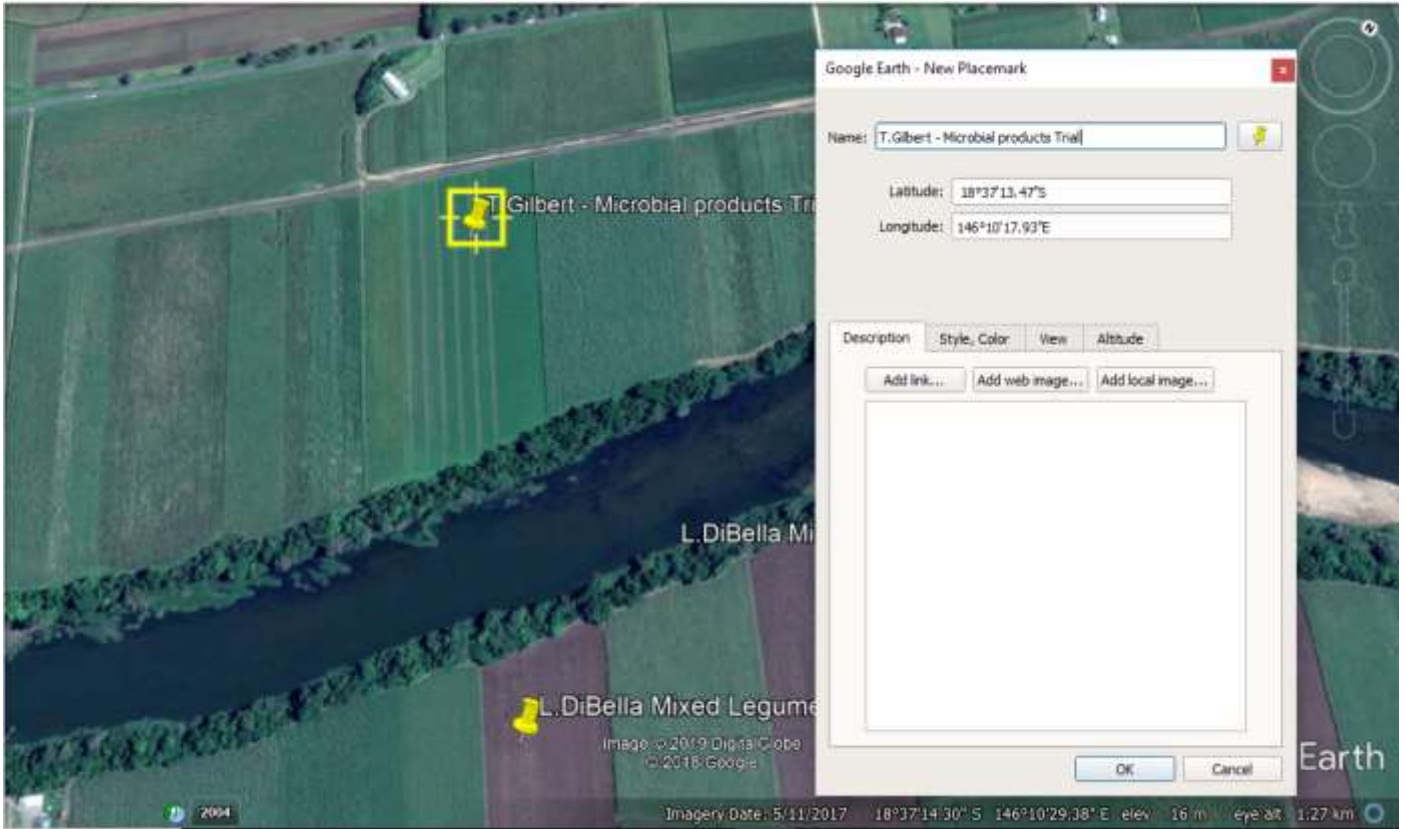 N
Google Earth - New Placemark
Name: T.Gilbert - Microbial products Trial
Latitude: 18°37'13.47"S
T.Gilbert - Microbial products Tri
Longitude: 146°10'17.93"E
Description Style, Color View Altitude
Add link... Add web image... Add local image...
L.DiBella Mi
L.DiBella Mixed Legume
Image © 2019 DigitalGlobe
© 2018 Google
OK Cancel
Earth
2004
Imagery Date: 5/11/2017 18°37'14.30" S 146°10'29.38" E elev 16 m eye alt 1.27 km